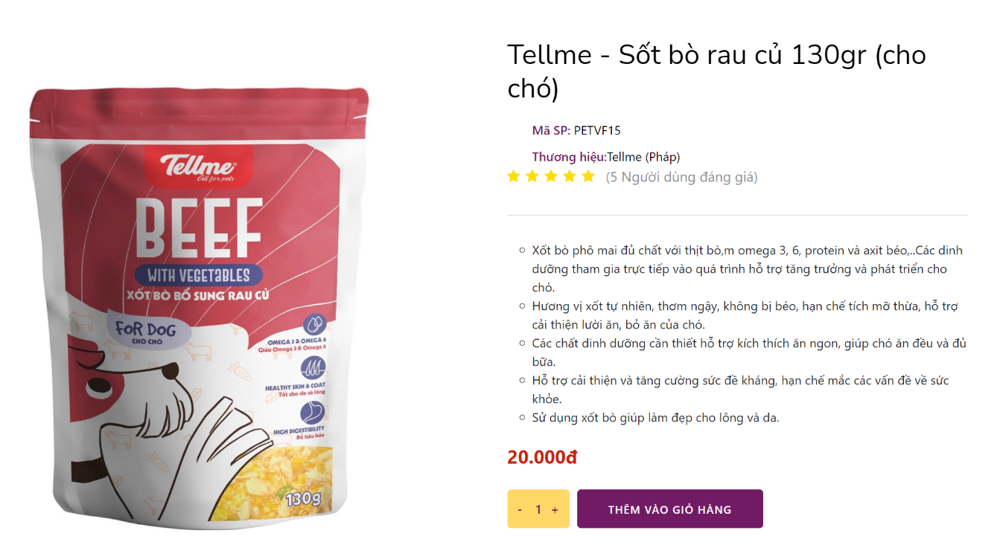 Tellme - Sốt bò rau củ 130gr (cho
chó)
Mã SP: PETVF15
Thương hiệu:Tellme (Pháp)
(5 Người dùng đáng giá)
Xốt bò phô mai đủ chất với thịt bò,m omega 3, 6, protein và axit béo,..Các dinh
dưỡng tham gia trực tiếp vào quá trình hỗ trợ tăng trưởng và phát triển cho
chó.
Hương vị xốt tự nhiên, thơm ngậy, không bị béo, hạn chế tích mỡ thừa, hỗ trợ
cải thiện lười ăn, bỏ ăn của chó.
Các chất dinh dưỡng cần thiết hỗ trợ kích thích ăn ngon, giúp chó ăn đều và đủ
bữa.
Hỗ trợ cải thiện và tăng cường sức đề kháng, hạn chế mắc các vấn đề về sức
khỏe.
Sử dụng xốt bò giúp làm đẹp cho lông và da.
20.000đ
- 1 +
THÊM VÀO GIỎ HÀNG
Tellme®
All for pets
BEEF
WITH VEGETaBLES
XỐT BÒ BỔ SUNG RAU CỦ
FoR DoG
CHO CHÓ
OMEGA 3 & OMEGA 6
Giàu Omega 3 & Omega 6
HEALTHY SKIN & COAT
Tốt cho da và lông
HIGH DIGESTIBILITY
Dễ tiêu hóa
130g